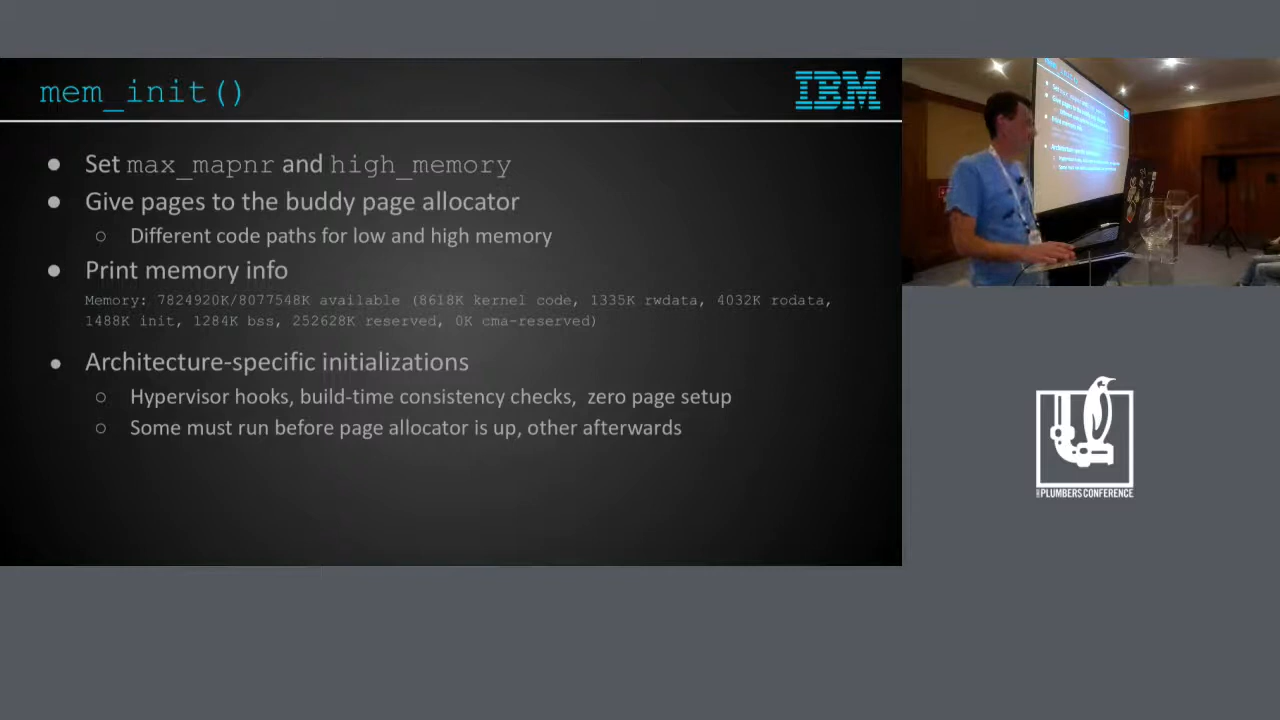 mem_init()
IBM
● Set max_mapnr and high_memory
● Give pages to the buddy page allocator
○ Different code paths for low and high memory
● Print memory info
Memory: 7824920K/8077548K available (8618K kernel code, 1335K rwdata, 4032K rodata,
1488K init, 1284K bss, 252628K reserved, 0K cma-reserved)
● Architecture-specific initializations
○ Hypervisor hooks, build-time consistency checks, zero page setup
○ Some must run before page allocator is up, other afterwards
PLUMBERS CONFERENCE